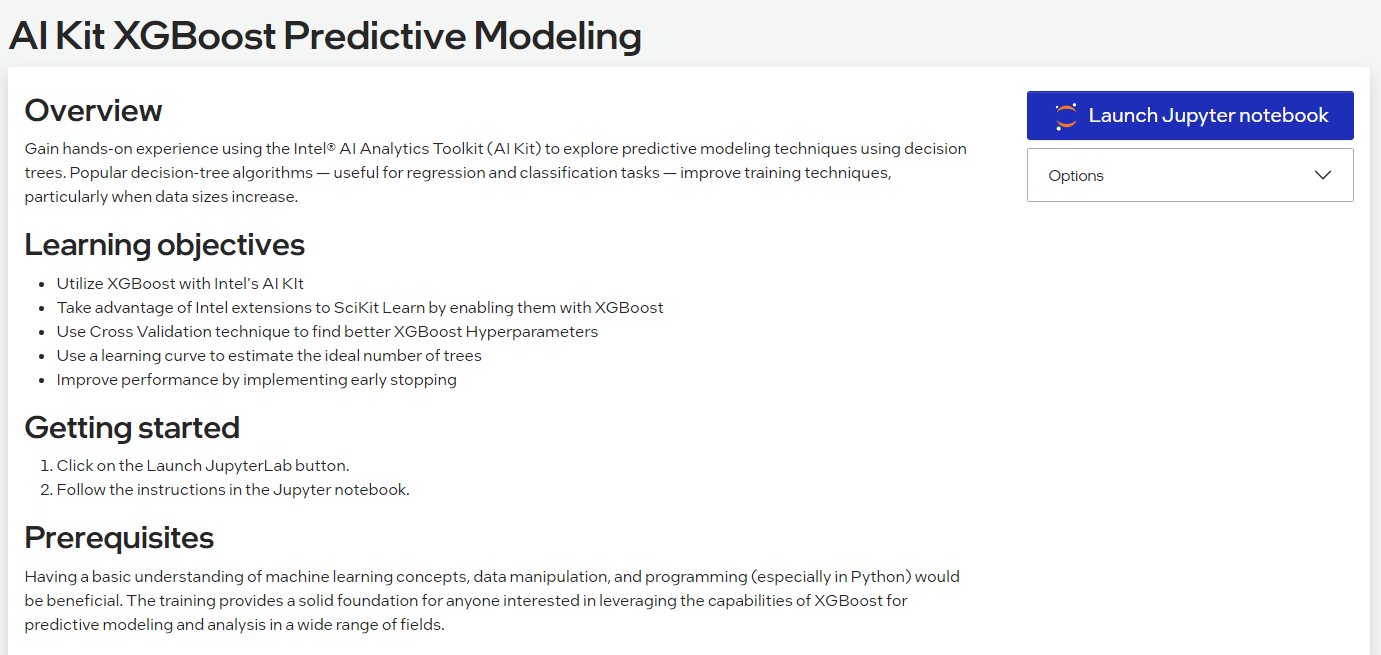 AI Kit XGBoost Predictive Modeling
Overview
Gain hands-on experience using the Intel® AI Analytics Toolkit (AI Kit) to explore predictive modeling techniques using decision
trees. Popular decision-tree algorithms — useful for regression and classification tasks — improve training techniques,
particularly when data sizes increase.
Learning objectives
• Utilize XGBoost with Intel's AI KIt
• Take advantage of Intel extensions to SciKit Learn by enabling them with XGBoost
• Use Cross Validation technique to find better XGBoost Hyperparameters
• Use a learning curve to estimate the ideal number of trees
• Improve performance by implementing early stopping
Getting started
1. Click on the Launch JupyterLab button.
2. Follow the instructions in the Jupyter notebook.
Prerequisites
Having a basic understanding of machine learning concepts, data manipulation, and programming (especially in Python) would
be beneficial. The training provides a solid foundation for anyone interested in leveraging the capabilities of XGBoost for
predictive modeling and analysis in a wide range of fields.
Launch Jupyter notebook
Options